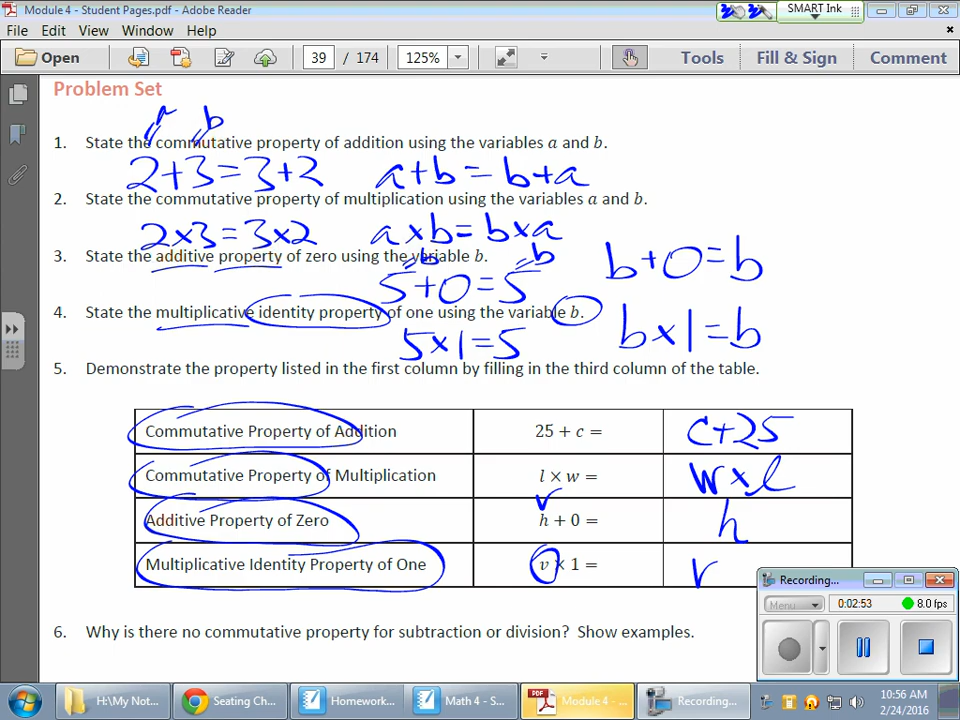 Module 4 - Student Pages.pdf - Adobe Reader
SMART Ink
File Edit View Window Help
Open 39 / 174 125% Tools Fill & Sign Comment
Problem Set
a b
1. State the commutative property of addition using the variables a and b.
2+3=3+2 a+b=b+a
2. State the commutative property of multiplication using the variables a and b.
2×3=3×2 a×b=b×a
3. State the additive property of zero using the variable b.
b b
5+0=5 b+0=b
4. State the multiplicative identity property of one using the variable b.
5×1=5 b×1=b
5. Demonstrate the property listed in the first column by filling in the third column of the table.
Commutative Property of Addition 25 + c = c+25
Commutative Property of Multiplication l × w = w×l
Additive Property of Zero h + 0 = h
Multiplicative Identity Property of One v × 1 = v
Recording...
Menu 0:02:53 8.0 fps
6. Why is there no commutative property for subtraction or division? Show examples.
H:\My Not... Seating Ch... Homework... Math 4 - S... Module 4 -... Recording...
10:56 AM
2/24/2016